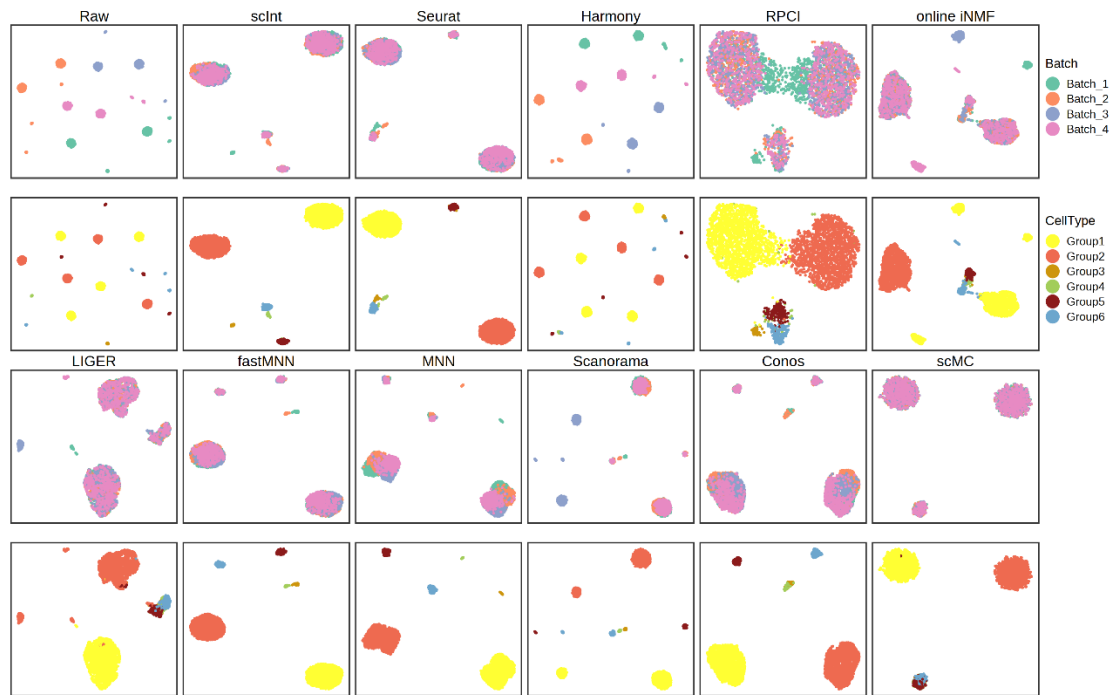 Raw scInt Seurat Harmony RPCI online iNMF
Batch
Batch_1
Batch_2
Batch_3
Batch_4
CellType
Group1
Group2
Group3
Group4
Group5
Group6
LIGER fastMNN MNN Scanorama Conos scMC